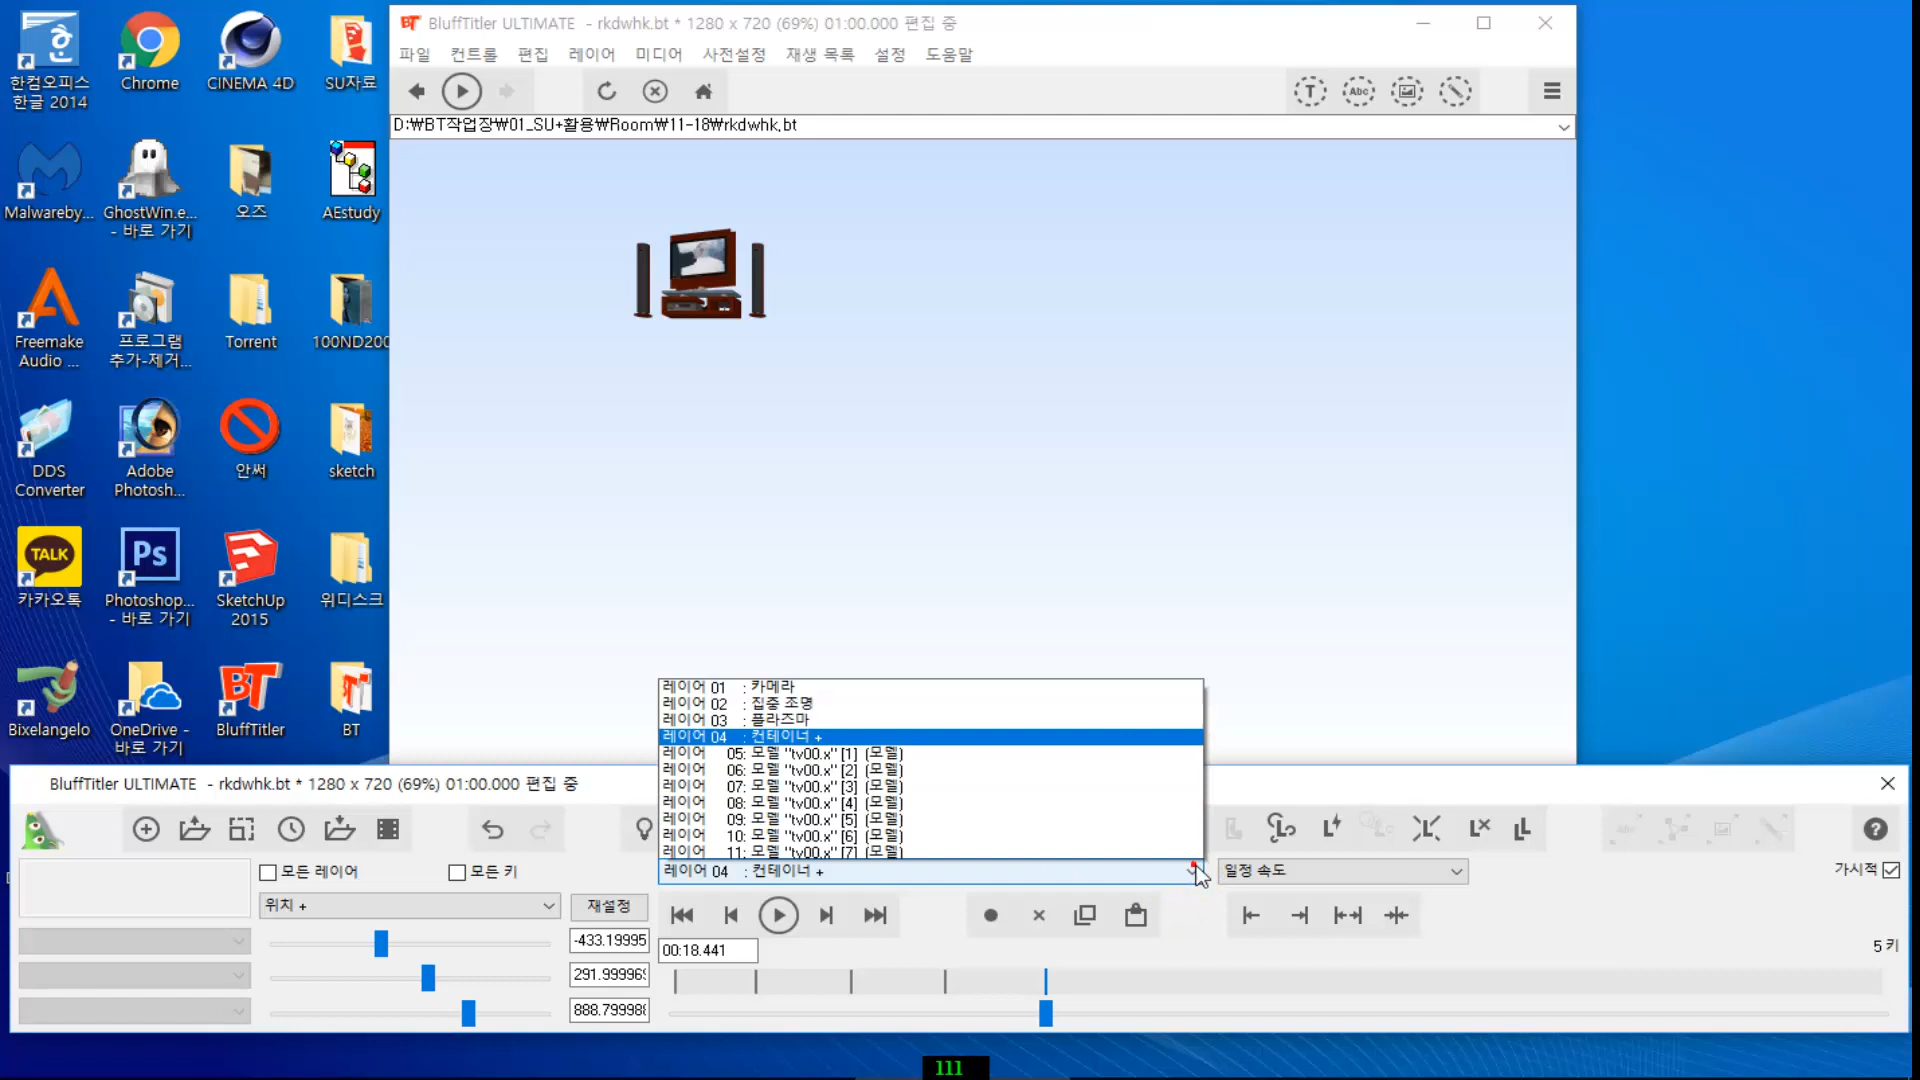 한컴오피스
한글 2014
Chrome
CINEMA 4D
SU자료
Malwareby...
GhostWin.e...
- 바로 가기
오즈
AEstudy
Freemake
Audio ...
프로그램
추가-제거...
Torrent
100ND200
DDS
Converter
Adobe
Photosh...
안써
sketch
TALK
카카오톡
Ps
Photoshop...
- 바로 가기
SketchUp
2015
위디스크
Bixelangelo
OneDrive -
바로 가기
BT
BluffTitler
BT
BT BluffTitler ULTIMATE - rkdwhk.bt * 1280 x 720 (69%) 01:00.000 편집 중
파일 컨트롤 편집 레이어 미디어 사전설정 재생 목록 설정 도움말
T Abc
D:₩BT작업장₩01_SU+활용₩Room₩11-18₩rkdwhk.bt
레이어 01 : 카메라
레이어 02 : 집중 조명
레이어 03 : 플라즈마
레이어 04 : 컨테이너 +
레이어 05: 모델 "tv00.x" [1] (모델)
레이어 06: 모델 "tv00.x" [2] (모델)
레이어 07: 모델 "tv00.x" [3] (모델)
레이어 08: 모델 "tv00.x" [4] (모델)
레이어 09: 모델 "tv00.x" [5] (모델)
레이어 10: 모델 "tv00.x" [6] (모델)
레이어 11: 모델 "tv00.x" [7] (모델)
BluffTitler ULTIMATE - rkdwhk.bt * 1280 x 720 (69%) 01:00.000 편집 중
모든 레이어 모든 키
레이어 04 : 컨테이너 +
일정 속도
가시적
위치 +
재설정
-433.19995
00:18.441
5 키
291.99996
888.79998
111